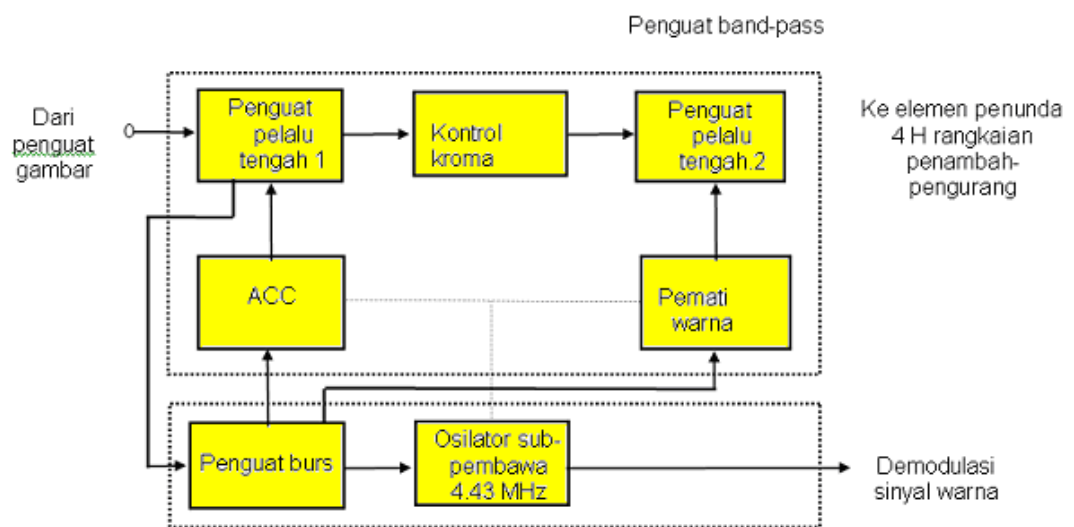 Penguat band-pass
Dari
penguat
gambar
Penguat
pelalu
tengah 1
Kontrol
kroma
Penguat
pelalu
tengah.2
Ke elemen penunda
4 H rangkaian
penambah-
pengurang
ACC
Pemati
warna
Penguat burs
Osilator sub-
pembawa
4.43 MHz
Demodulasi
sinyal warna